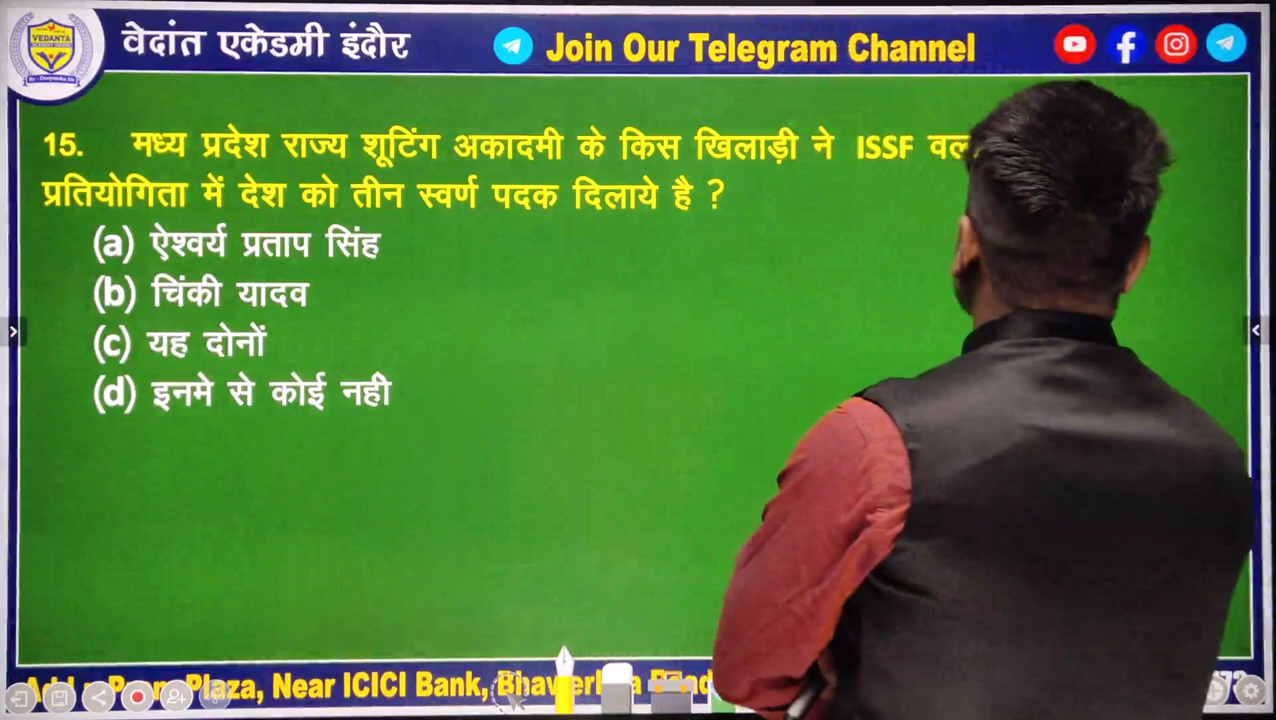 VEDANTA
वेदांत एकेडमी इंदौर
Join Our Telegram Channel
15. मध्य प्रदेश राज्य शूटिंग अकादमी के किस खिलाड़ी ने ISSF
प्रतियोगिता में देश को तीन स्वर्ण पदक दिलाये है ?
(a) ऐश्वर्य प्रताप सिंह
(b) चिंकी यादव
(c) यह दोनों
(d) इनमे से कोई नही
Plaza, Near ICICI Bank,